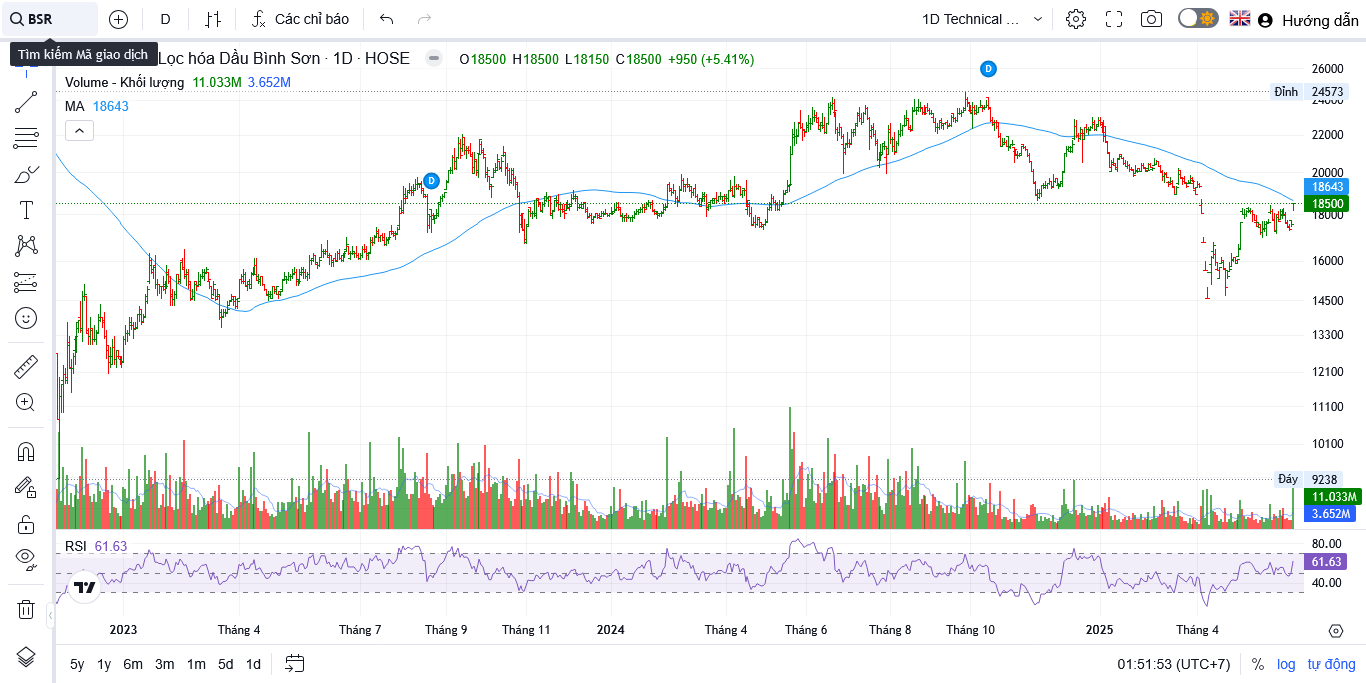 BSR
D
Các chỉ báo
1D Technical ...
Hướng dẫn
Tìm kiếm Mã giao dịch
Lọc hóa Dầu Bình Sơn · 1D · HOSE
O18500 H18500 L18150 C18500 +950 (+5.41%)
Volume - Khối lượng 11.033M 3.652M
MA 18643
D
D
26000
Đỉnh 24573
24000
22000
20000
18643
18500
18000
16000
14500
13300
12100
11100
10100
Đáy 9238
11.033M
3.652M
RSI 61.63
80.00
61.63
40.00
2023 Tháng 4 Tháng 7 Tháng 9 Tháng 11 2024 Tháng 4 Tháng 6 Tháng 8 Tháng 10 2025 Tháng 4
5y 1y 6m 3m 1m 5d 1d
01:51:53 (UTC+7) % log tự động